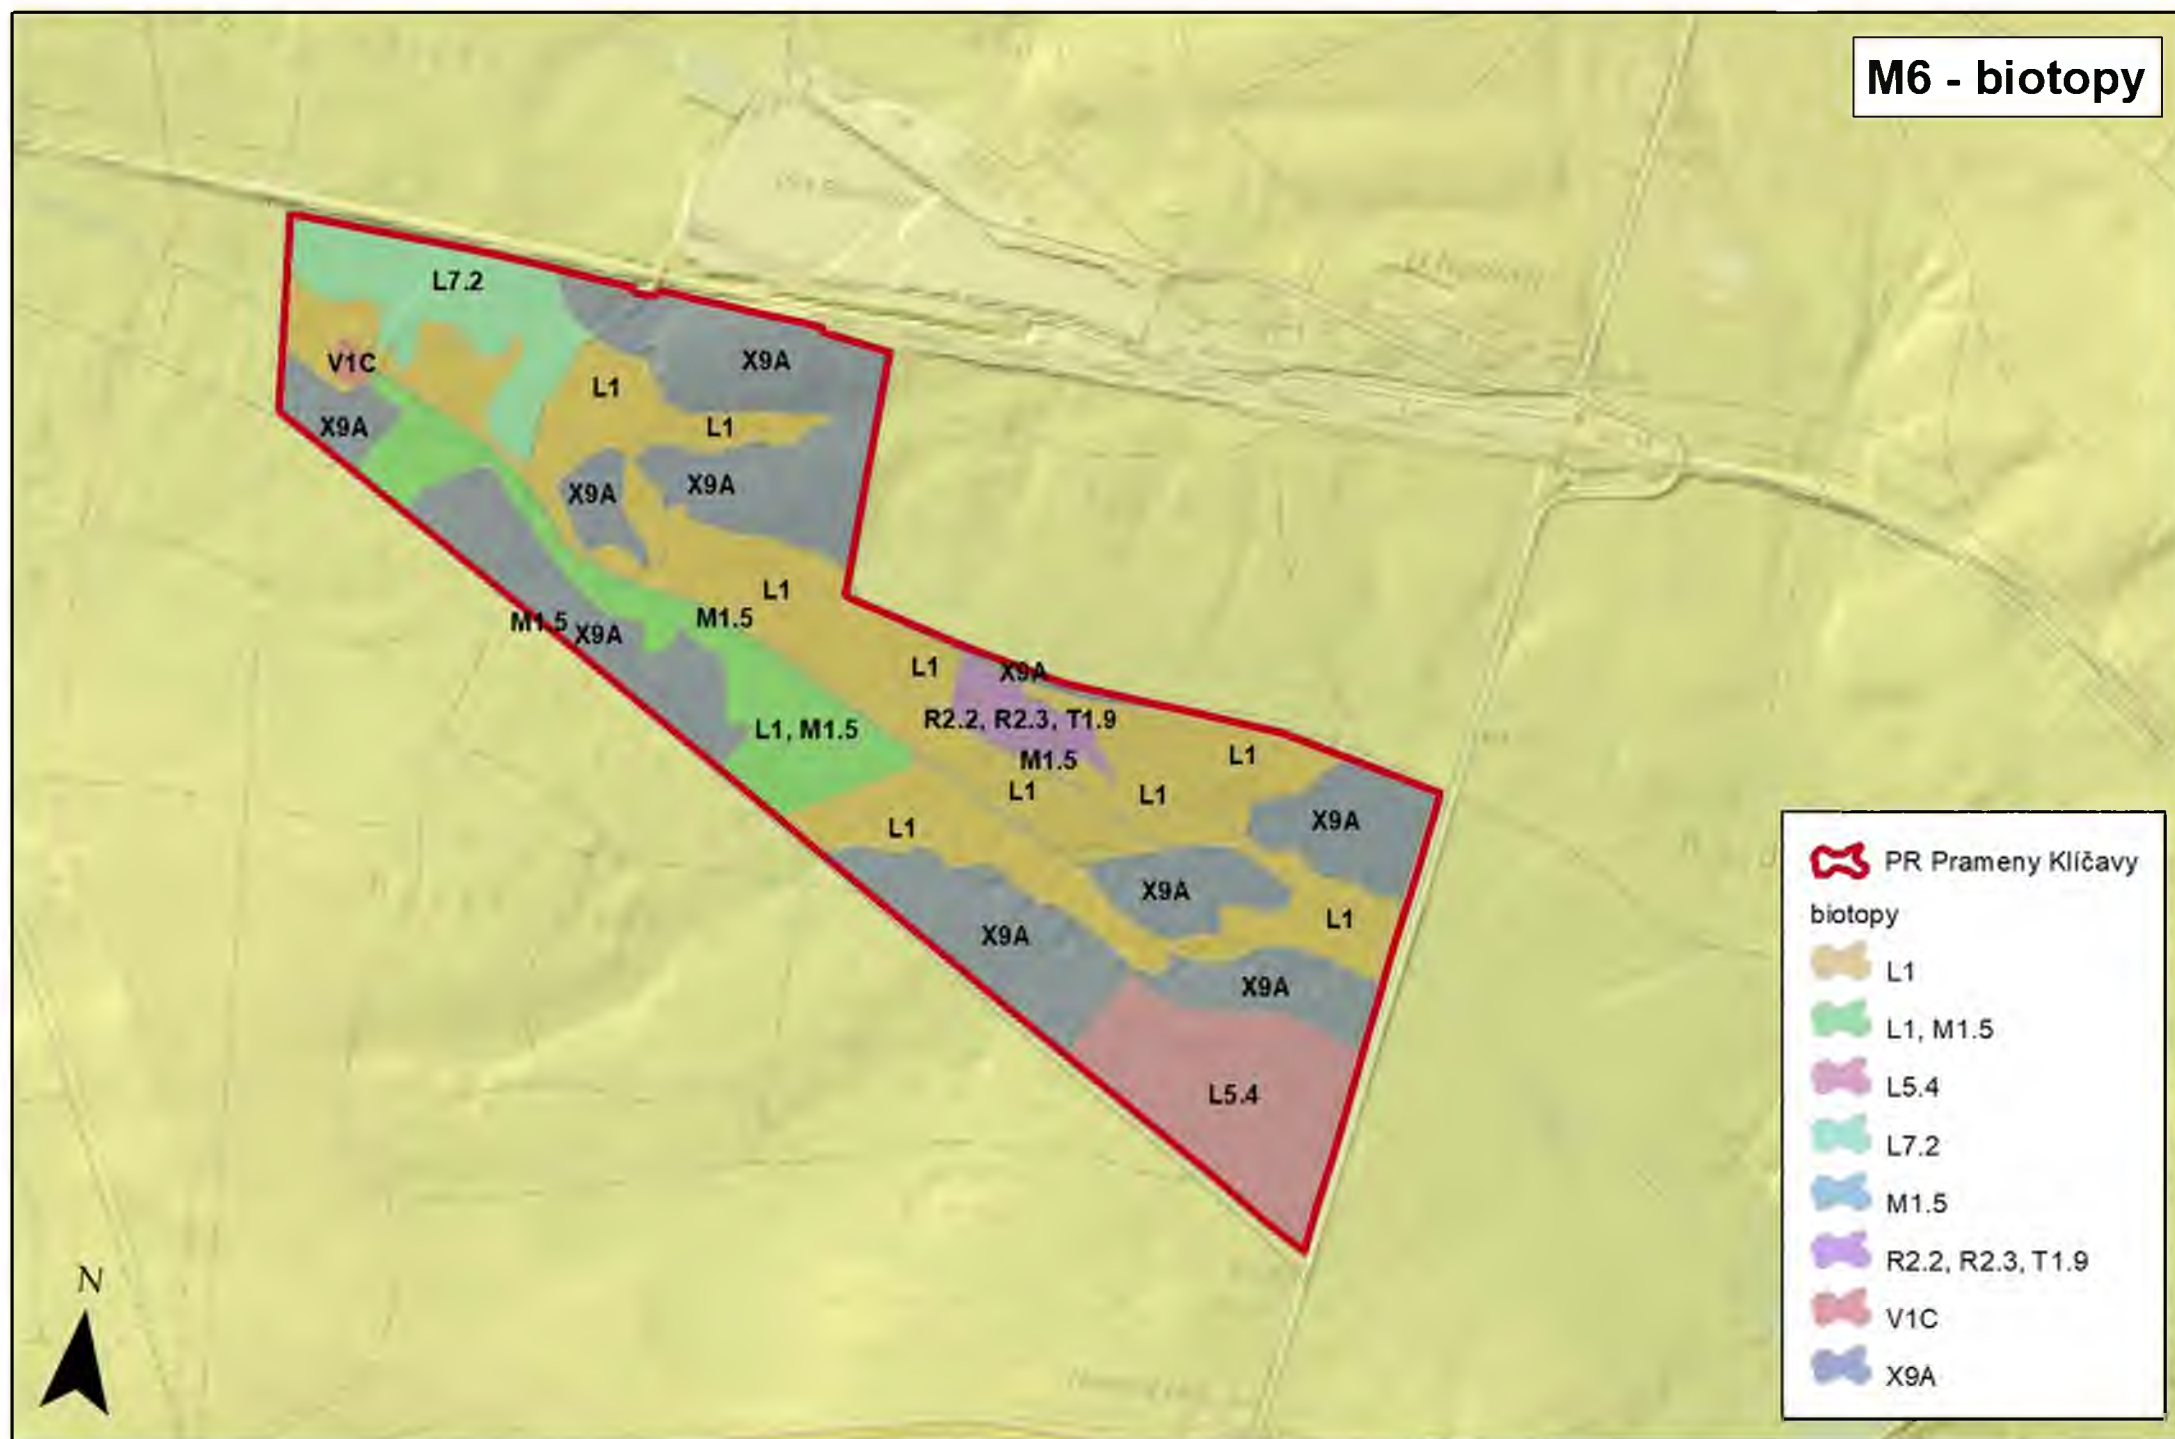 M6 - biotopy
L7.2
V1C
X9A
L1
X9A
L1
X9A
X9A
L1
M1.5
M1.5
X9A
L1
X9A
R2.2, R2.3, T1.9
L1, M1.5
M1.5
L1
L1
L1
L1
X9A
X9A
L1
X9A
X9A
L5.4
PR Prameny Klíčavy
biotopy
L1
L1, M1.5
L5.4
L7.2
M1.5
R2.2, R2.3, T1.9
V1C
X9A
N